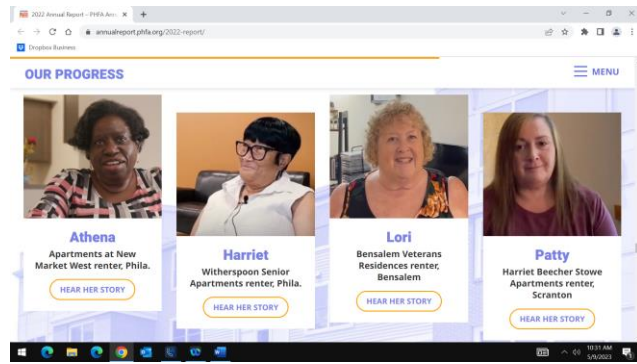 2022 Annual Report – PHFA Ann
annualreport.phfa.org/2022-report/
Dropbox Business
OUR PROGRESS
MENU
Athena
Apartments at New
Market West renter, Phila.
HEAR HER STORY
Harriet
Witherspoon Senior
Apartments renter, Phila.
HEAR HER STORY
Lori
Bensalem Veterans
Residences renter,
Bensalem
HEAR HER STORY
Patty
Harriet Beecher Stowe
Apartments renter,
Scranton
HEAR HER STORY
10:31 AM
5/9/2023